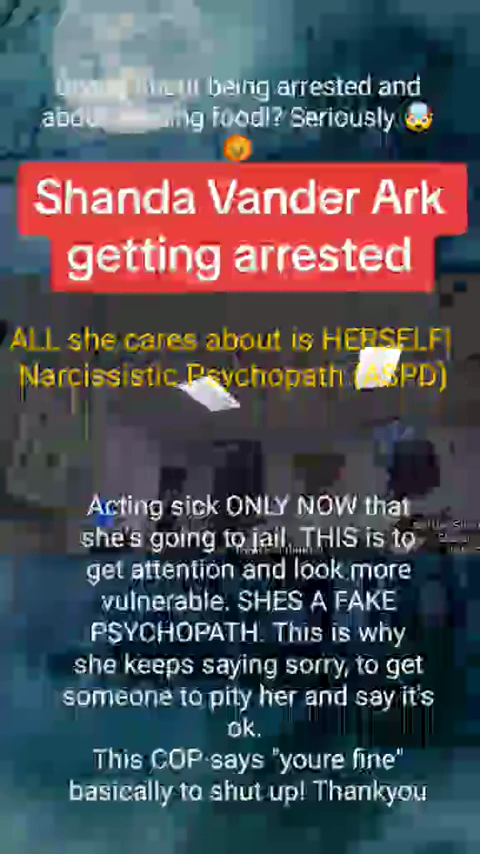 being arrested and
food!? Seriously 🤯
😡
Shanda Vander Ark
getting arrested
ALL she cares about is HERSELF!
Narcissistic Psychopath (ASPD)
Acting sick ONLY NOW that
she's going to jail. THIS is to
get attention and look more
vulnerable. SHES A FAKE
PSYCHOPATH. This is why
she keeps saying sorry, to get
someone to pity her and say it's
ok.
This COP says "youre fine"
basically to shut up! Thankyou